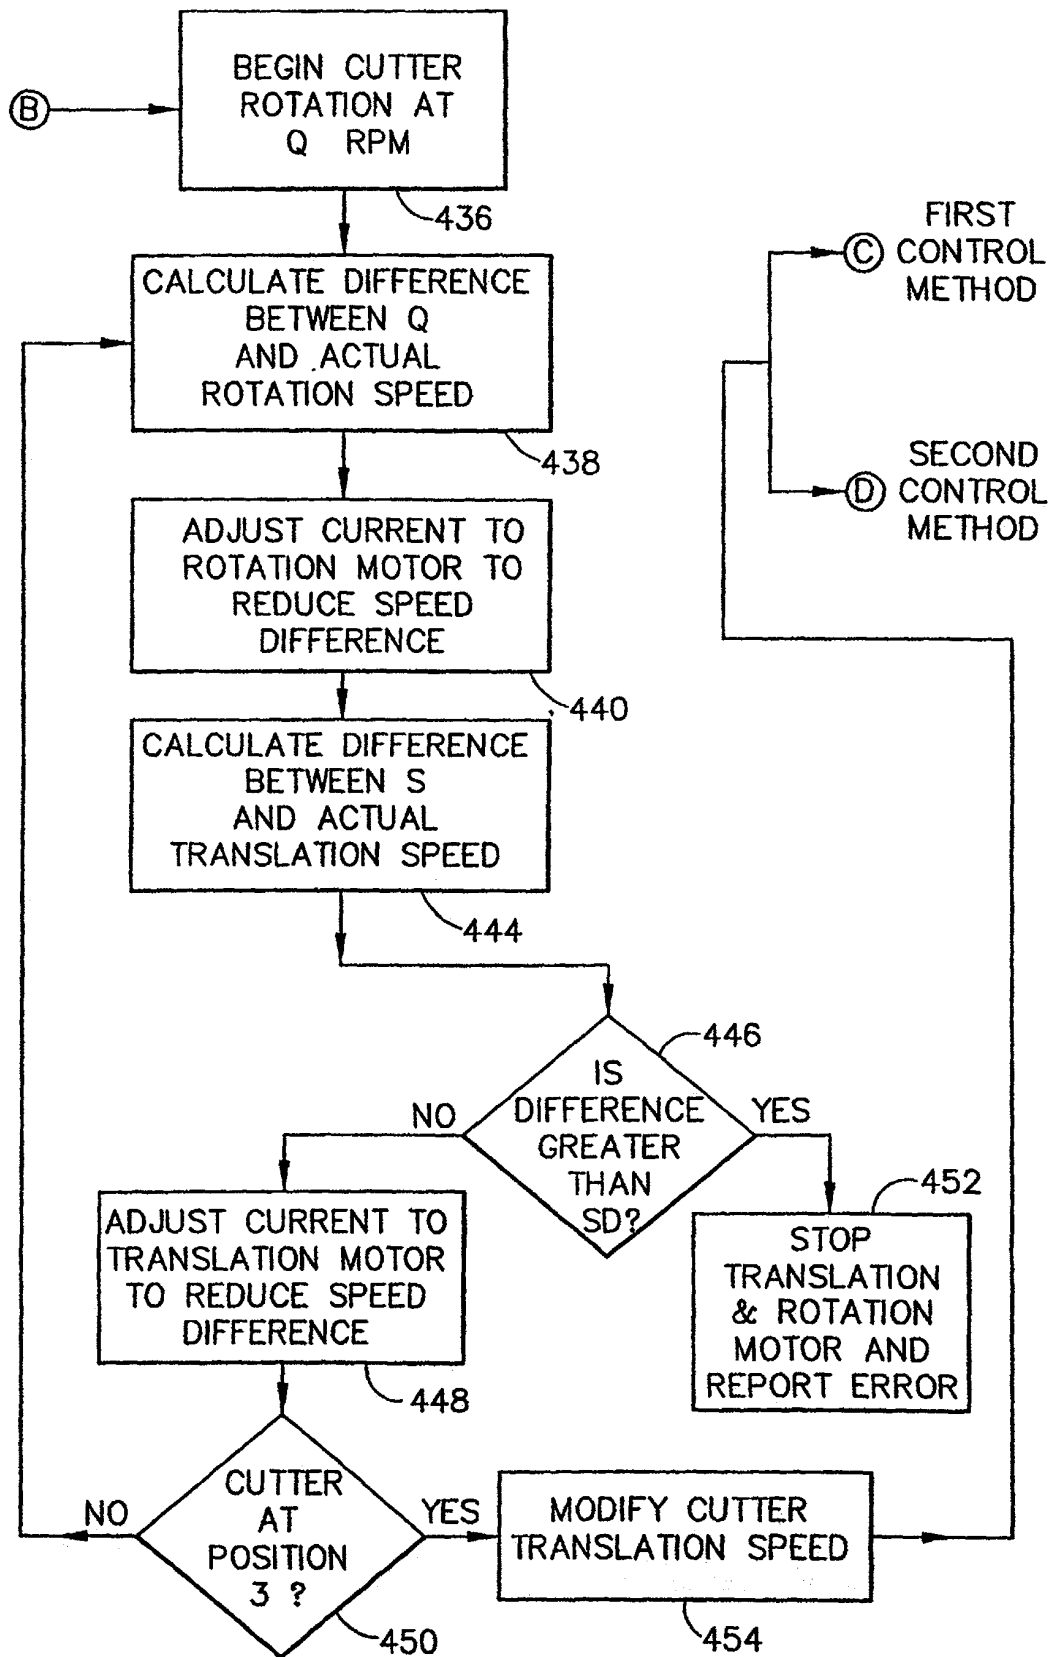 BEGIN CUTTER
ROTATION AT
Q RPM
B
436
FIRST
CONTROL
METHOD
C
CALCULATE DIFFERENCE
BETWEEN Q
AND ACTUAL
ROTATION SPEED
438
SECOND
CONTROL
METHOD
D
ADJUST CURRENT TO
ROTATION MOTOR TO
REDUCE SPEED
DIFFERENCE
440
CALCULATE DIFFERENCE
BETWEEN S
AND ACTUAL
TRANSLATION SPEED
444
446
IS
DIFFERENCE
GREATER
THAN
SD?
NO
YES
452
ADJUST CURRENT TO
TRANSLATION MOTOR
TO REDUCE SPEED
DIFFERENCE
448
STOP
TRANSLATION
& ROTATION
MOTOR AND
REPORT ERROR
CUTTER
AT
POSITION
3 ?
NO
YES
450
MODIFY CUTTER
TRANSLATION SPEED
454